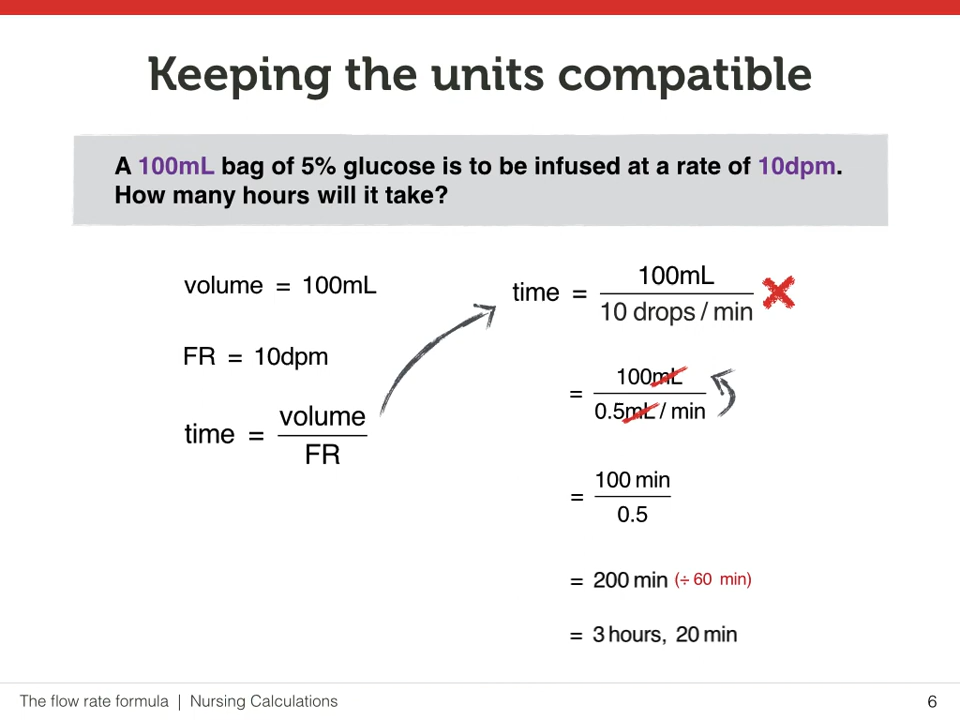 Keeping the units compatible
A 100mL bag of 5% glucose is to be infused at a rate of 10dpm.
How many hours will it take?
volume = 100mL
FR = 10dpm
time = volume / FR
time = 100mL / 10 drops / min
= 100mL / 0.5mL / min
= 100 min / 0.5
= 200 min (÷ 60 min)
= 3 hours, 20 min
The flow rate formula | Nursing Calculations
6